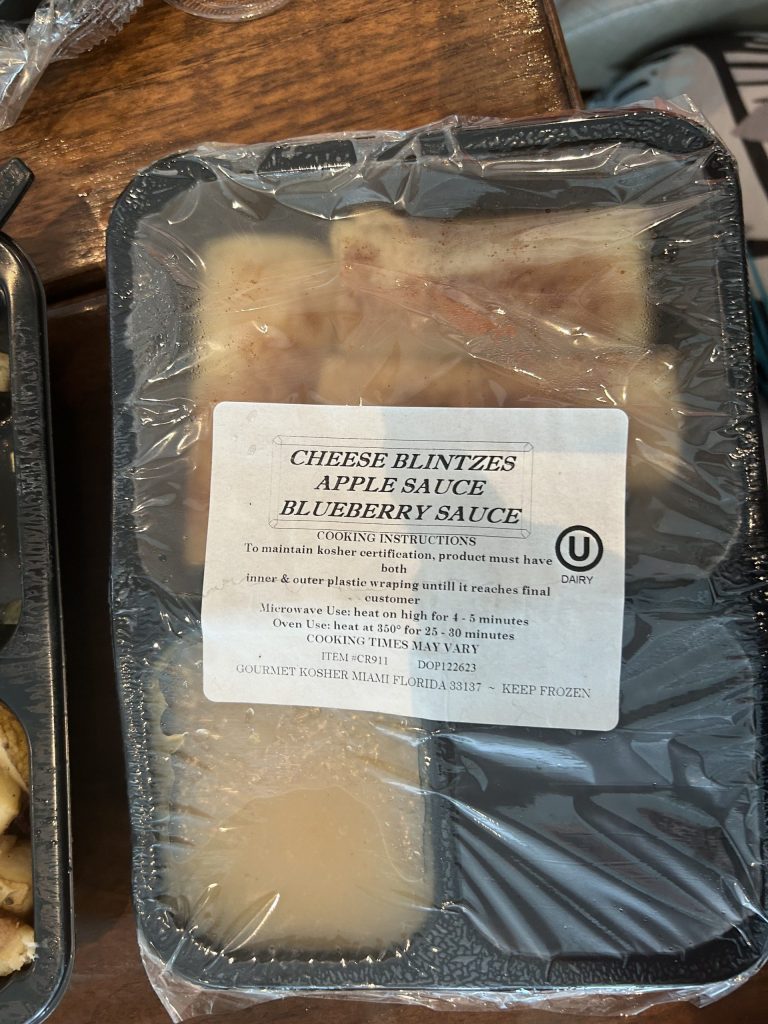 CHEESE BLINTZES
APPLE SAUCE
BLUEBERRY SAUCE
COOKING INSTRUCTIONS
To maintain kosher certification, product must have
both
inner & outer plastic wraping untill it reaches final
customer
Microwave Use: heat on high for 4 - 5 minutes
Oven Use: heat at 350° for 25 - 30 minutes
COOKING TIMES MAY VARY
ITEM #CR911 DOP122623
GOURMET KOSHER MIAMI FLORIDA 33137 ~ KEEP FROZEN
U
DAIRY